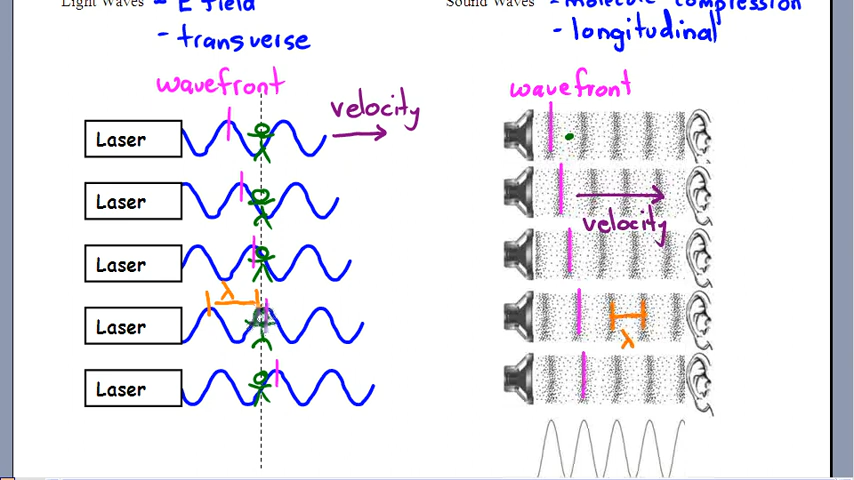 Light Waves - E field
- transverse
wavefront
velocity
Laser
Laser
Laser
λ
Laser
Laser
Sound Waves - molecule compression
- longitudinal
wavefront
velocity
λ